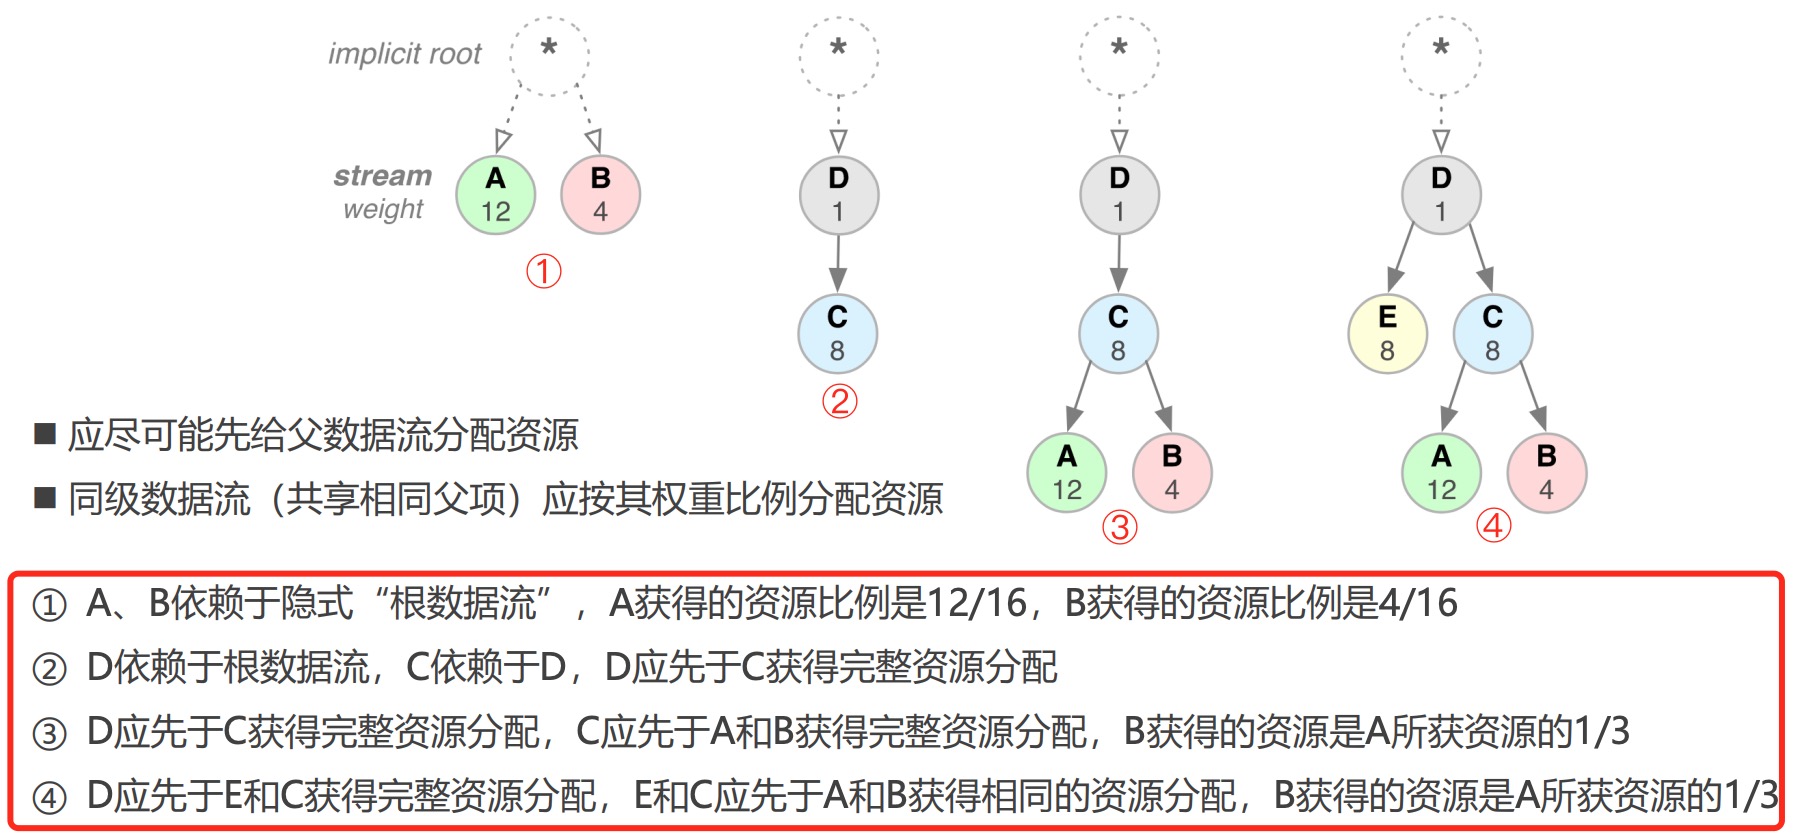 implicit root
*
*
*
*
stream
weight
A
12
B
4
D
1
D
1
D
1
①
C
8
C
8
E
8
C
8
②
A
12
B
4
A
12
B
4
③
④
■ 应尽可能先给父数据流分配资源
■ 同级数据流（共享相同父项）应按其权重比例分配资源
① A、B依赖于隐式“根数据流”，A获得的资源比例是12/16，B获得的资源比例是4/16
② D依赖于根数据流，C依赖于D，D应先于C获得完整资源分配
③ D应先于C获得完整资源分配，C应先于A和B获得完整资源分配，B获得的资源是A所获资源的1/3
④ D应先于E和C获得完整资源分配，E和C应先于A和B获得相同的资源分配，B获得的资源是A所获资源的1/3